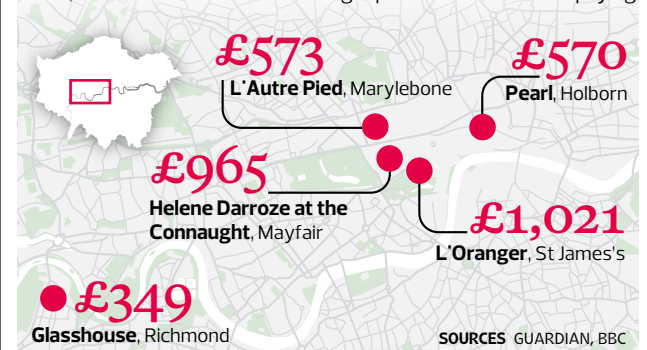 £573
L'Autre Pied, Marylebone
£570
Pearl, Holborn
£965
Helene Darroze at the
Connaught, Mayfair
£1,021
L'Oranger, St James's
£349
Glasshouse, Richmond
SOURCES GUARDIAN, BBC